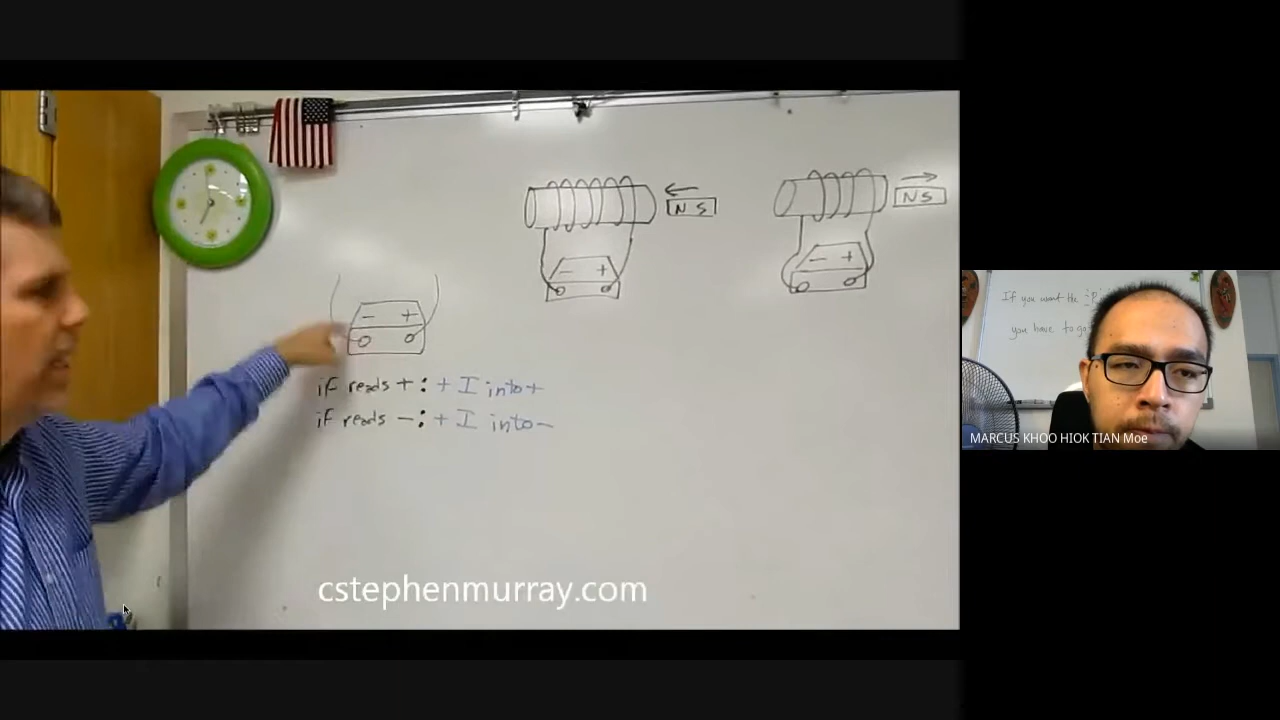 N S
N S
- +
- +
- +
if reads + : + I into +
if reads - : + I into -
cstephenmurray.com
If you want the
you have to go
MARCUS KHOO HIOK TIAN Moe